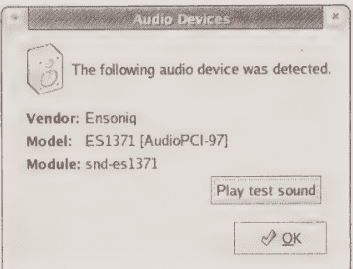 Audio Devices
The following audio device was detected.
Vendor: Ensoniq
Model: ES1371 [AudioPCI-97]
Module: snd-es1371
Play test sound
OK